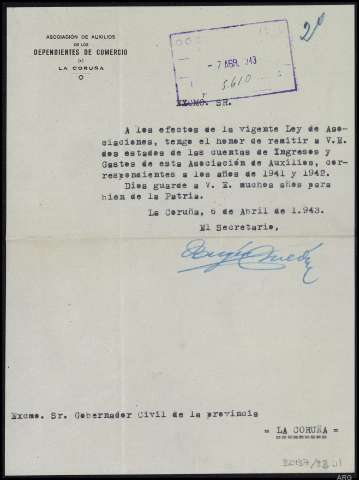 ASOCIACIÓN DE AUXILIOS
DE LOS
DEPENDIENTES DE COMERCIO
DE
LA CORUÑA
2º
7 ABR. 943
5610
EXCMO. SR.
A los efectos de la vigente Ley de Aso-
ciaciones, tengo el honor de remitir a V.E.
dos estados de las cuentas de Ingresos y
Gastos de esta Asociación de Auxilios, co-
rrespondientes a los años de 1941 y 1942.
Dios guarde a V. E. muchos años para
bien de la Patria.
La Coruña, 6 de Abril de 1.943.
El Secretario,
Excmo. Sr. Gobernador Civil de la provincia
= LA CORUÑA =
ARG